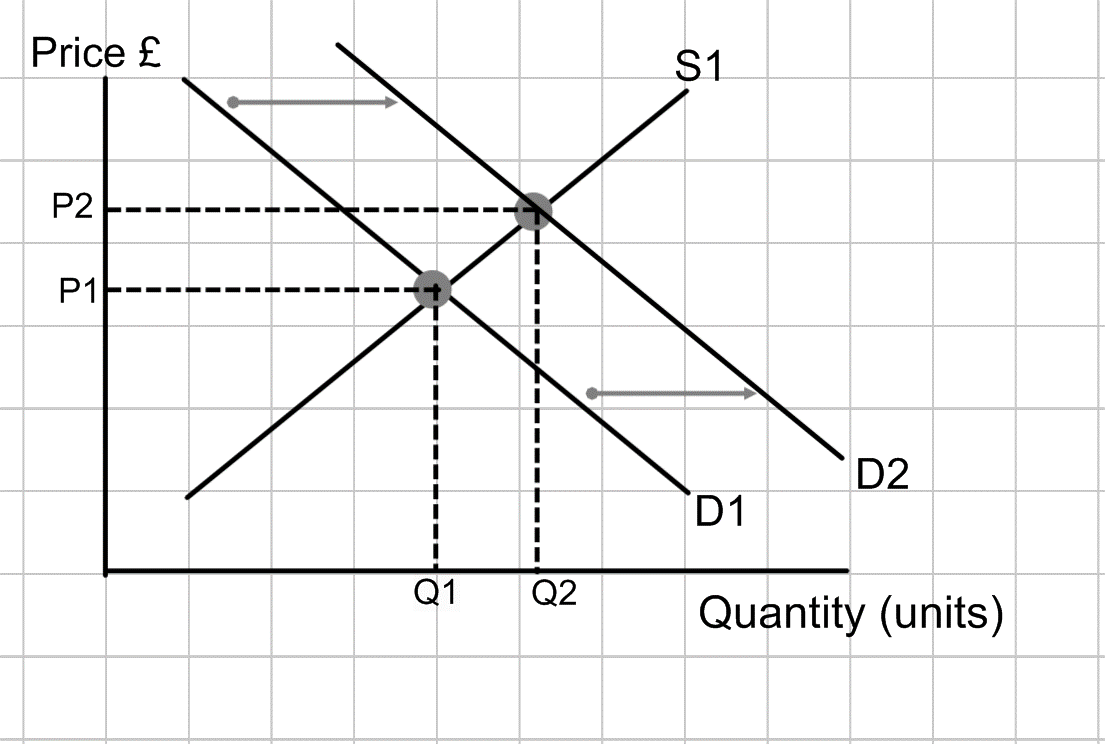 Price £
S1
P2
P1
D2
D1
Q1
Q2
Quantity (units)